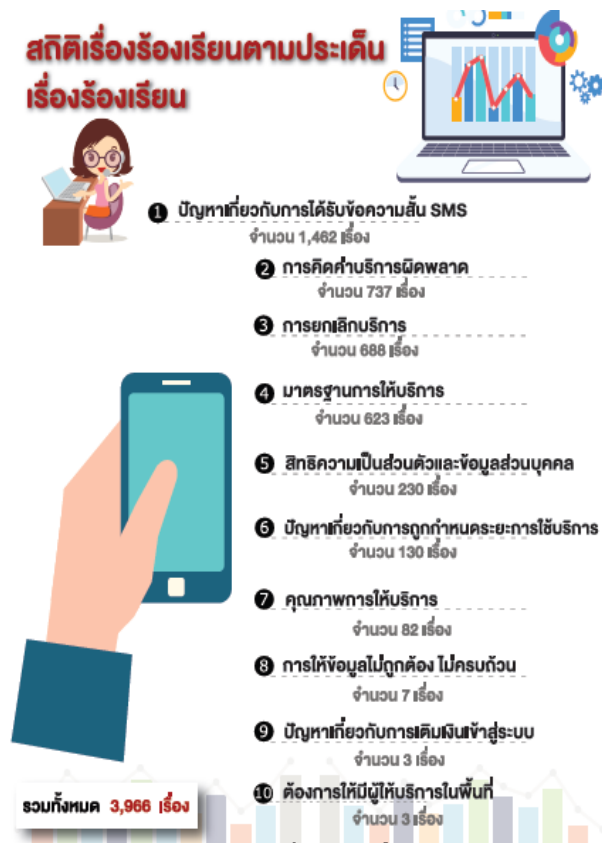 สถิติเรื่องร้องเรียนตามประเด็น
เรื่องร้องเรียน
1 ปัญหาเกี่ยวกับการได้รับข้อความสั้น SMS
จำนวน 1,462 เรื่อง
2 การคิดค่าบริการผิดพลาด
จำนวน 737 เรื่อง
3 การยกเลิกบริการ
จำนวน 688 เรื่อง
4 มาตรฐานการให้บริการ
จำนวน 623 เรื่อง
5 สิทธิความเป็นส่วนตัวและข้อมูลส่วนบุคคล
จำนวน 230 เรื่อง
6 ปัญหาเกี่ยวกับการถูกกำหนดระยะการใช้บริการ
จำนวน 130 เรื่อง
7 คุณภาพการให้บริการ
จำนวน 82 เรื่อง
8 การให้ข้อมูลไม่ถูกต้อง ไม่ครบถ้วน
จำนวน 7 เรื่อง
9 ปัญหาเกี่ยวกับการเติมเงินเข้าสู่ระบบ
จำนวน 3 เรื่อง
10 ต้องการให้มีผู้ให้บริการในพื้นที่
จำนวน 3 เรื่อง
รวมทั้งหมด 3,966 เรื่อง